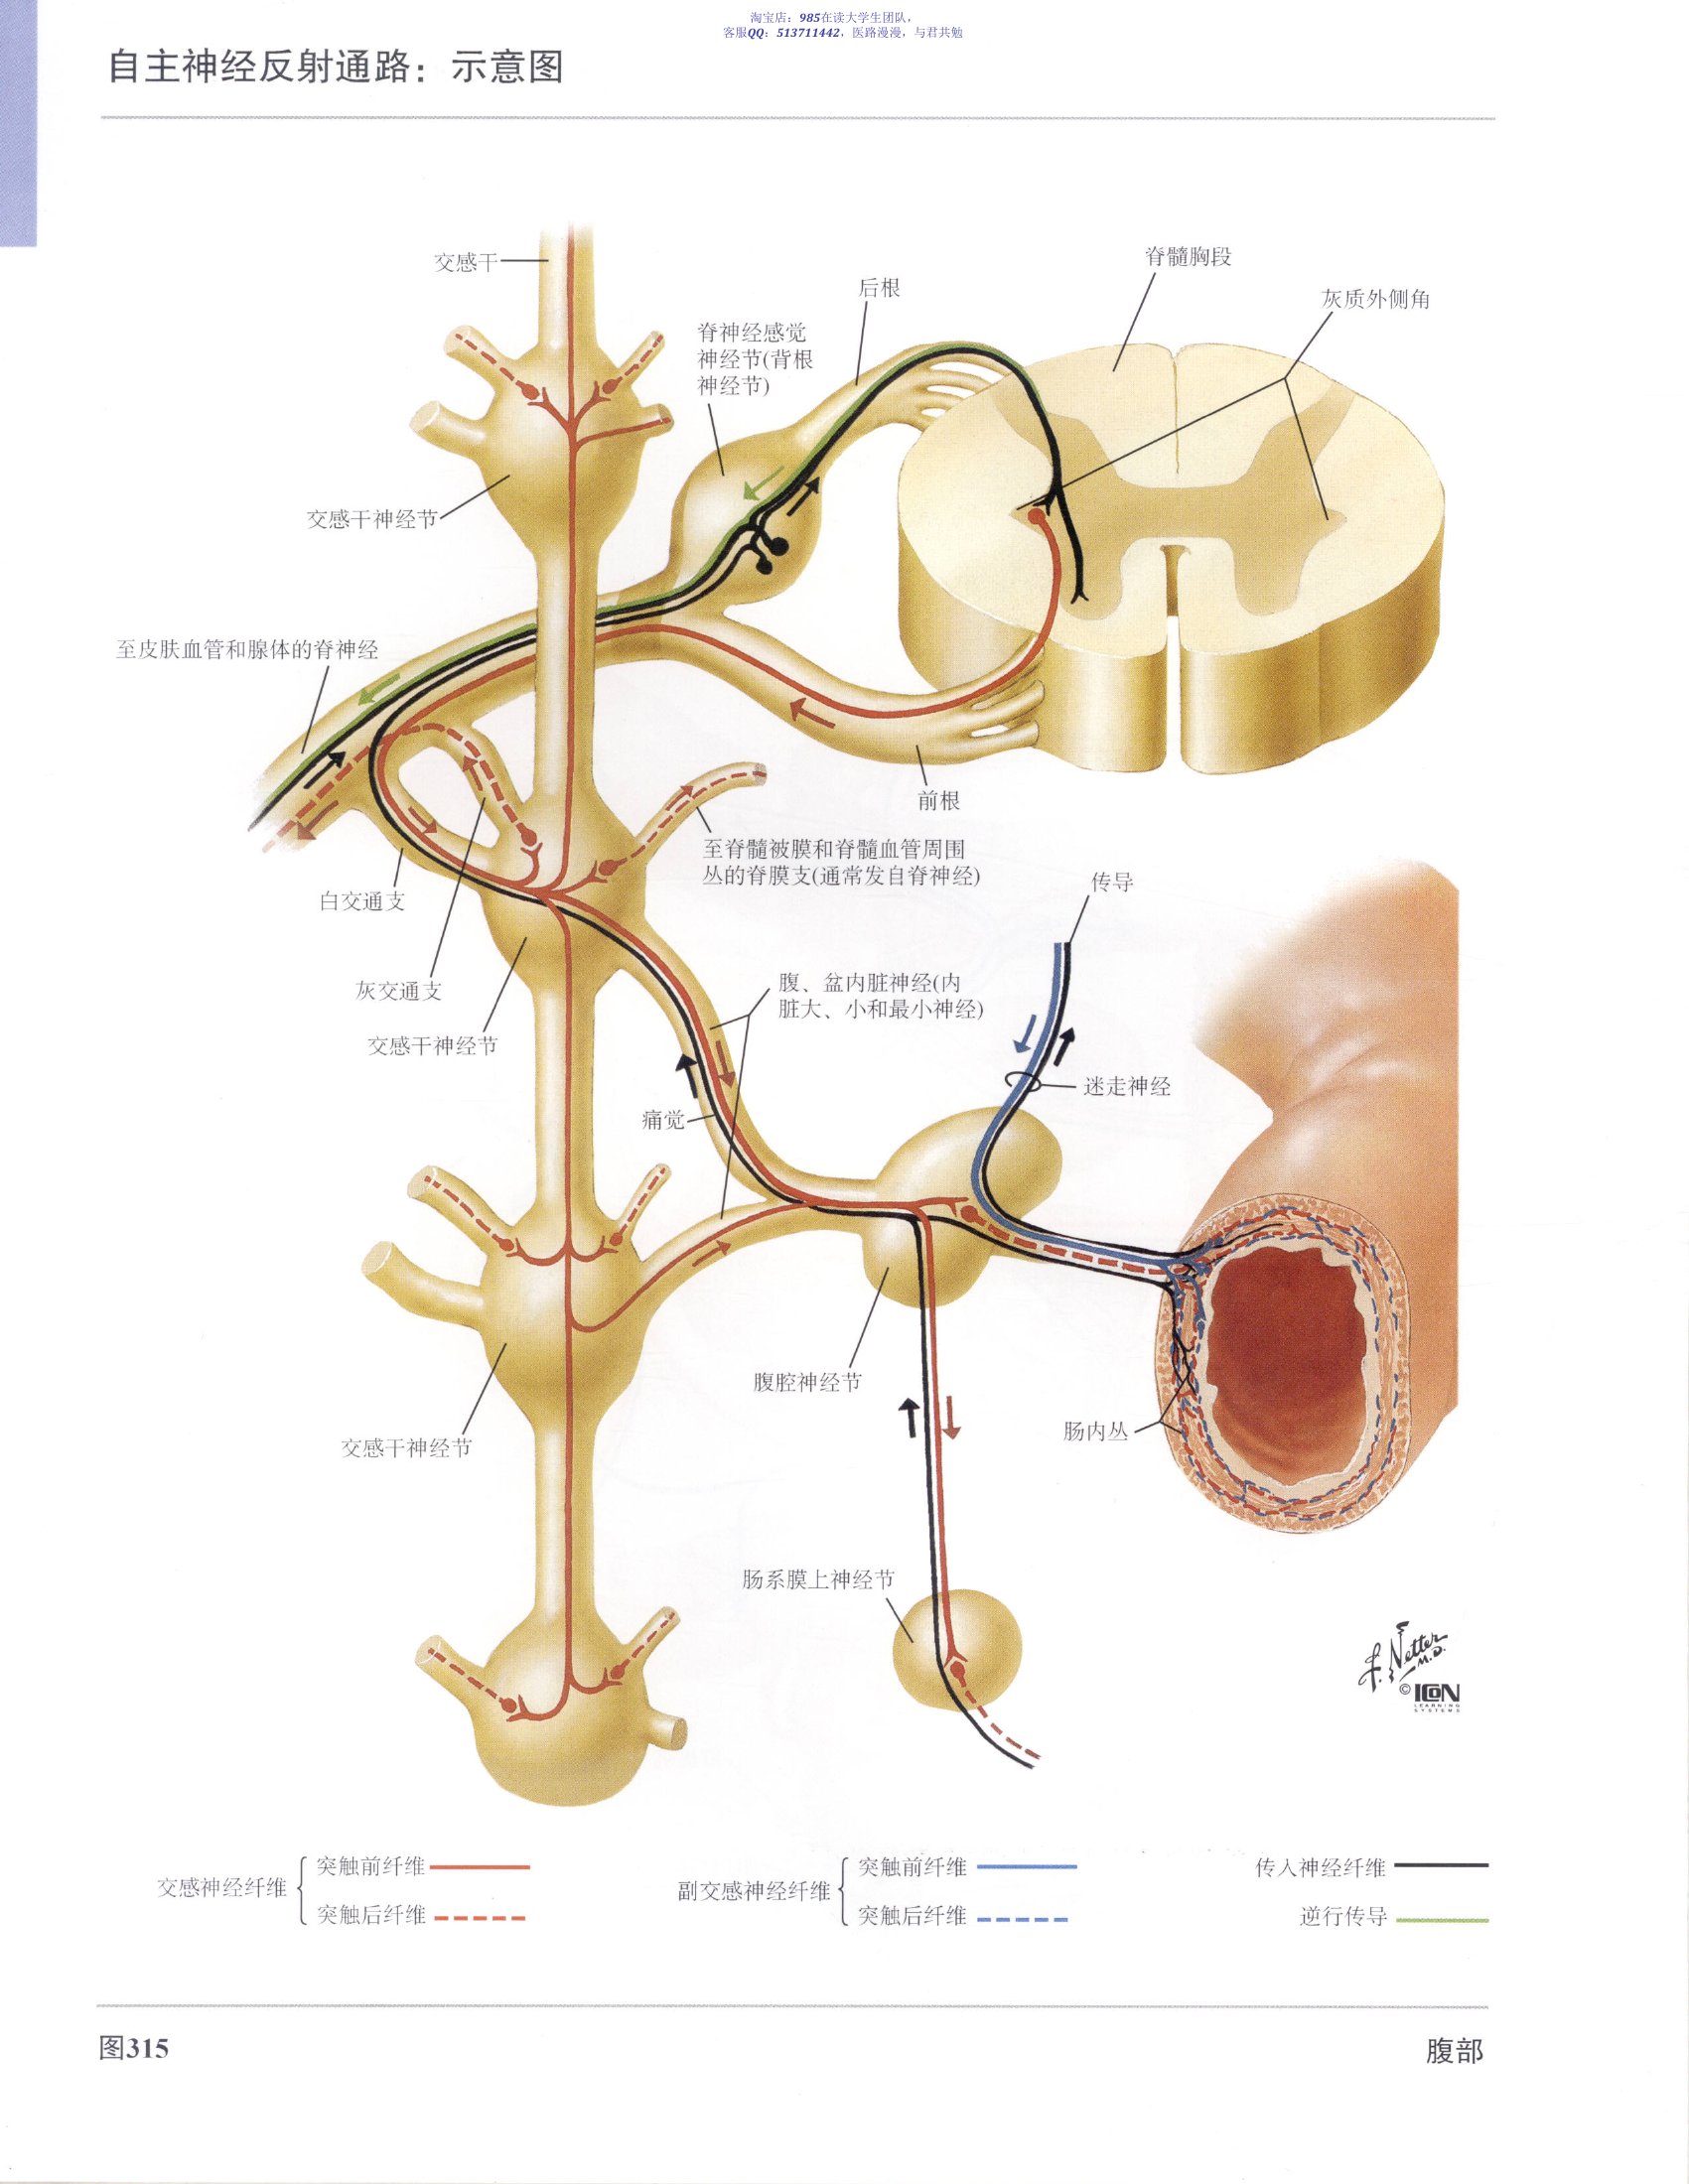 淘宝店：985在读大学生团队，
客服QQ：513711442，医路漫漫，与君共勉
自主神经反射通路：示意图
交感干
脊髓胸段
后根
灰质外侧角
脊神经感觉
神经节(背根
神经节)
交感干神经节
至皮肤血管和腺体的脊神经
前根
至脊髓被膜和脊髓血管周围
丛的脊膜支(通常发自脊神经)
传导
白交通支
灰交通支
腹、盆内脏神经(内
脏大、小和最小神经)
交感干神经节
迷走神经
痛觉
腹腔神经节
肠内丛
交感干神经节
肠系膜上神经节
F. Netter
M.D.
© ICON
LEARNING
SYSTEMS
交感神经纤维
突触前纤维
突触后纤维
副交感神经纤维
突触前纤维
突触后纤维
传入神经纤维
逆行传导
图315
腹部